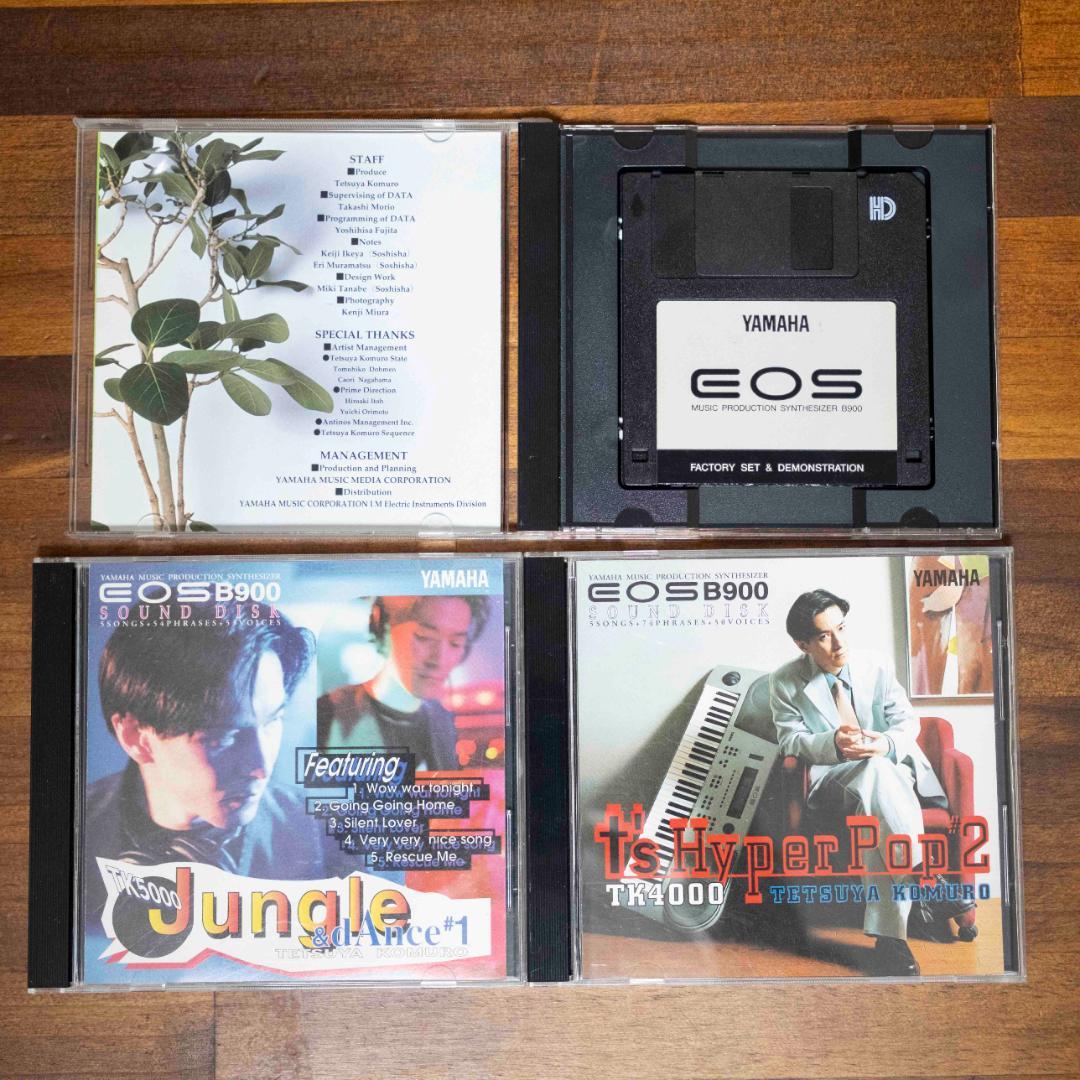 STAFF
■Produce
Tetsuya Komuro
■Supervising of DATA
Takashi Morio
■Programming of DATA
Yoshihisa Fujita
■Notes
Keiji Ikeya (Soshisha)
Eri Muramatsu (Soshisha)
■Design Work
Miki Tanabe (Soshisha)
■Photography
Kenji Miura
SPECIAL THANKS
■Artist Management
●Tetsuya Komuro State
Tomohiko Dohmen
Caori Nagahama
●Prime Direction
Hiroaki Itoh
Yuichi Orimoto
●Antinos Management Inc.
●Tetsuya Komuro Sequence
MANAGEMENT
■Production and Planning
YAMAHA MUSIC MEDIA CORPORATION
■Distribution
YAMAHA MUSIC CORPORATION LM Electric Instruments Division
HD
YAMAHA
EOS
MUSIC PRODUCTION SYNTHESIZER B900
FACTORY SET & DEMONSTRATION
YAMAHA MUSIC PRODUCTION SYNTHESIZER
EOS B900
SOUND DISK
5SONGS+54PHRASES+
VOICES
YAMAHA
Featuring
1. Wow war tonight
2. Going Going Home
3. Silent Lover
4. Very very nice song
5. Rescue Me
TK5000
Jungle
&dAnce#1
TETSUYA KOMURO
YAMAHA MUSIC PRODUCTION SYNTHESIZER
EOS B900
SOUND DISK
5SONGS+74PHRASES+50VOICES
YAMAHA
t's Hyper Pop#2
TK4000
TETSUYA KOMURO